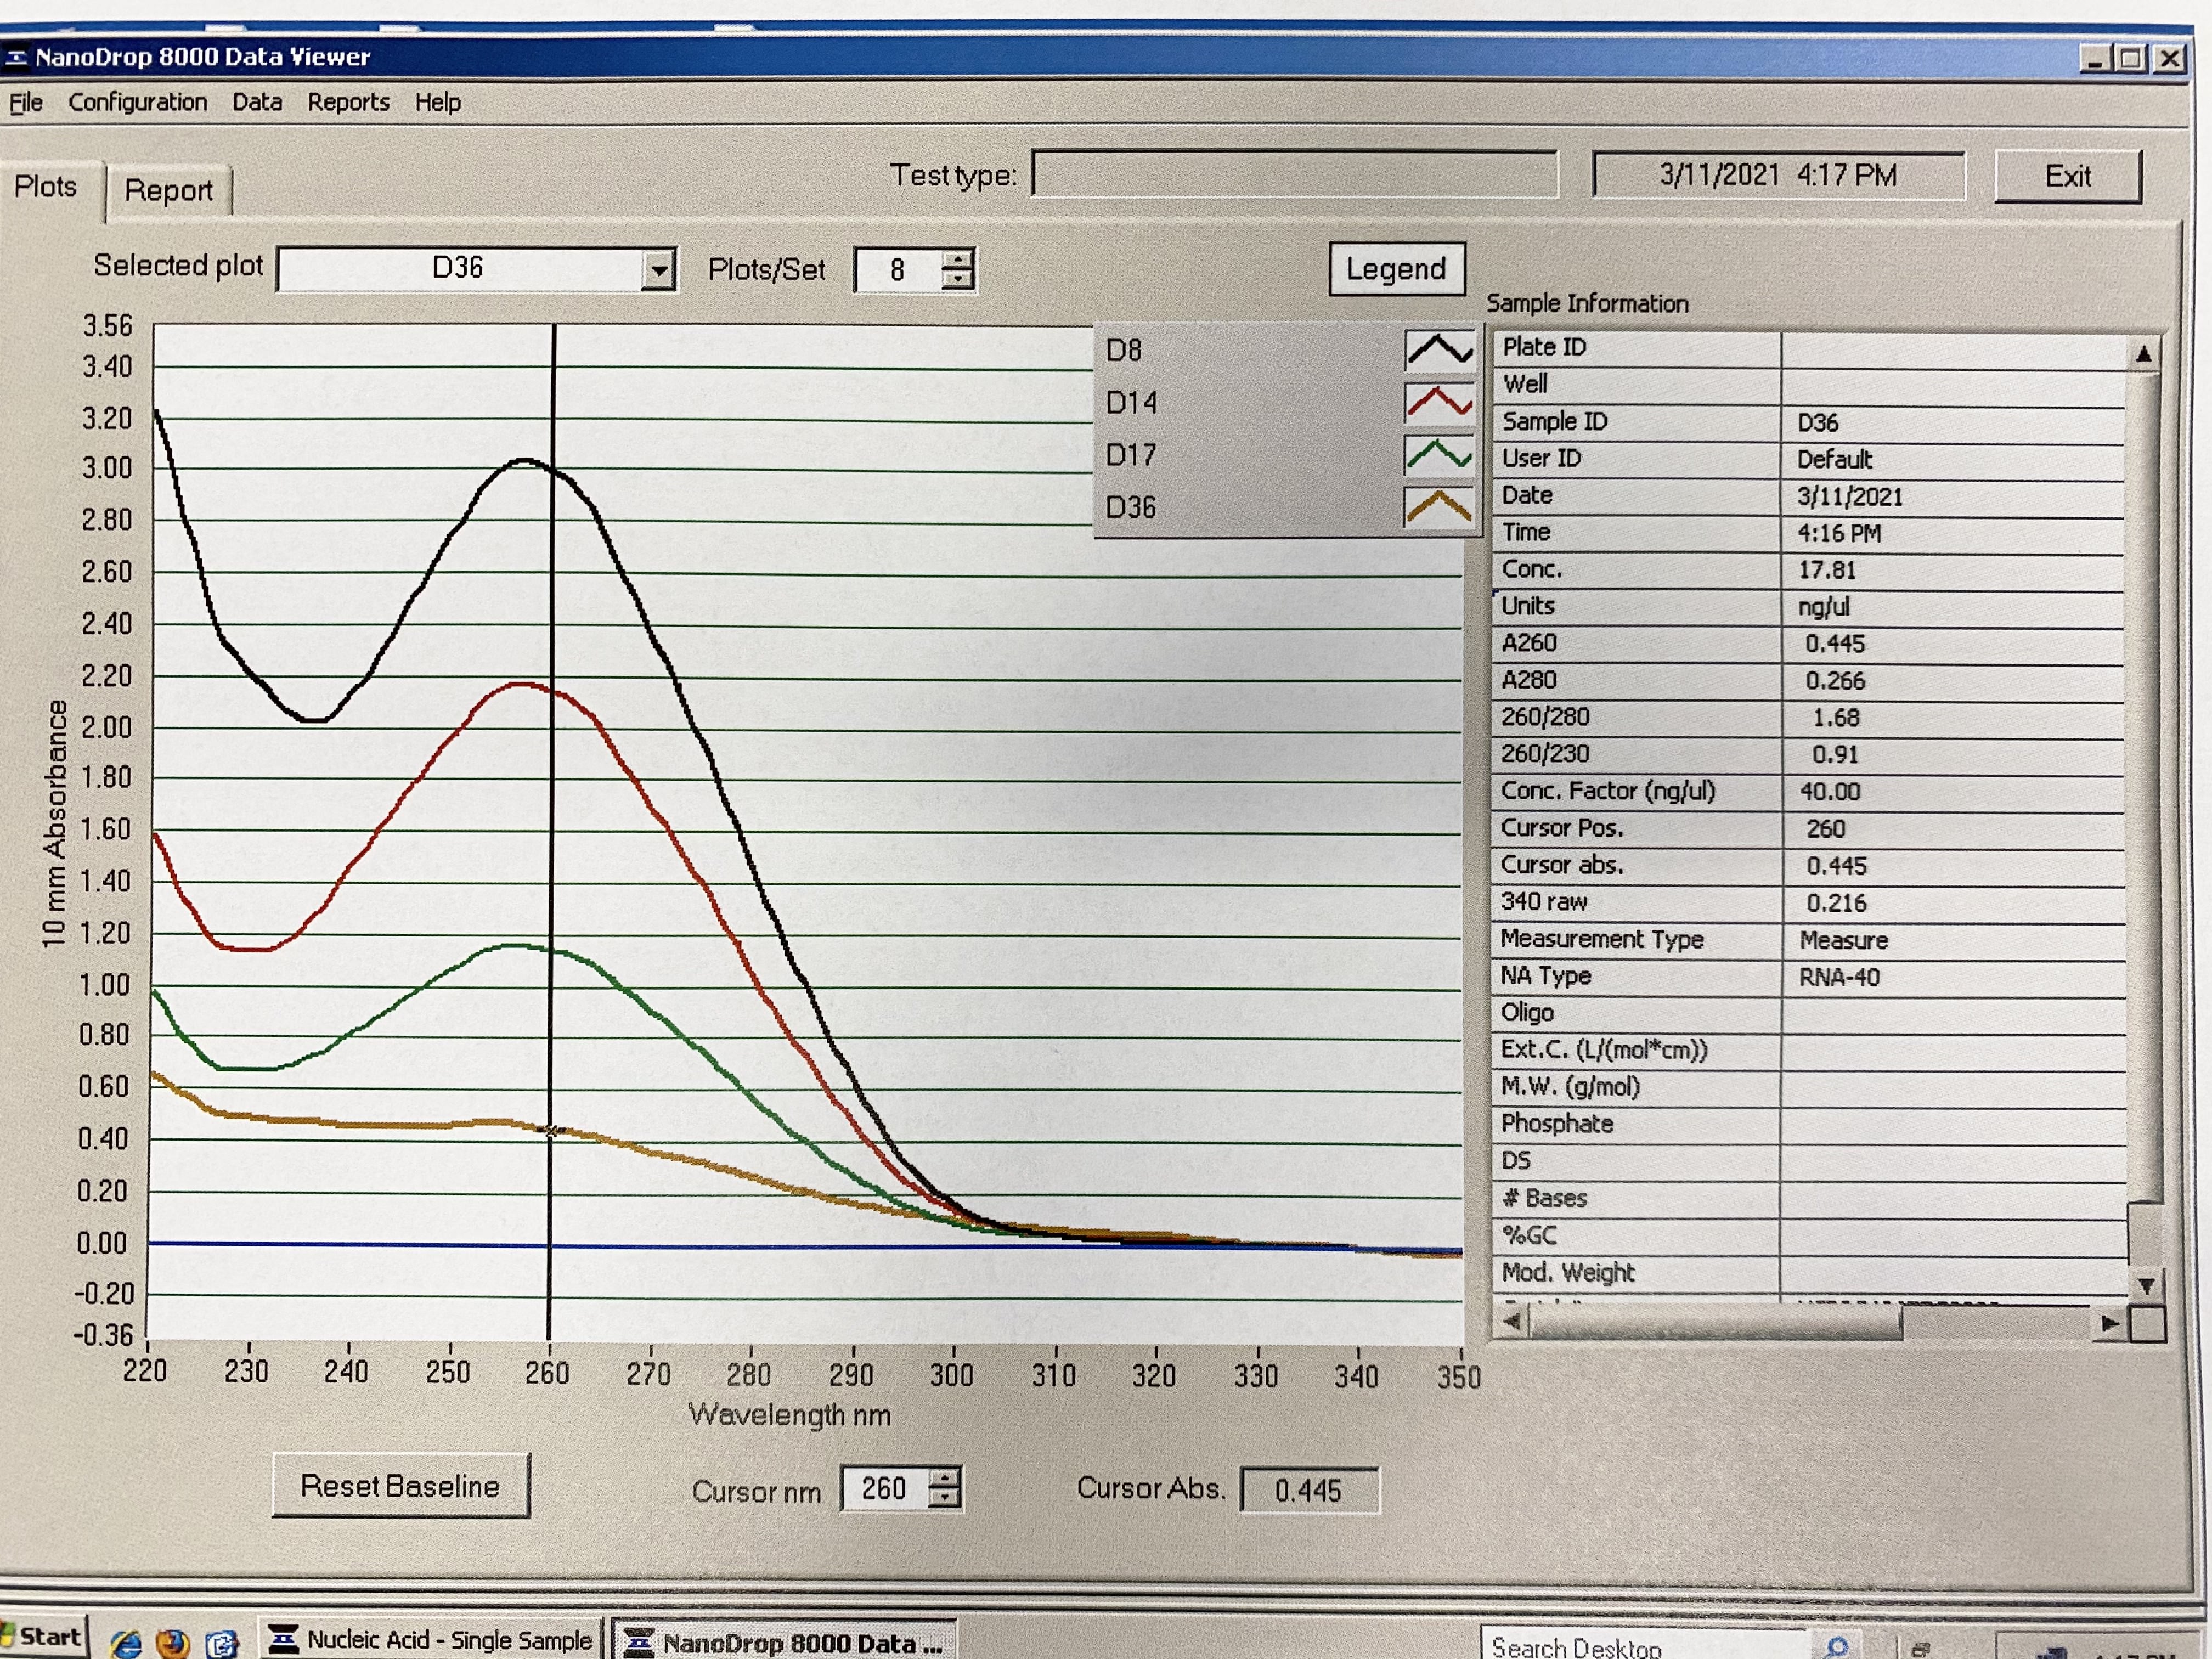 NanoDrop 8000 Data Viewer
File Configuration Data Reports Help
Plots Report
Test type:
3/11/2021 4:17 PM
Exit
Selected plot D36 Plots/Set 8
Legend
D8
D14
D17
D36
3.56
3.40
3.20
3.00
2.80
2.60
2.40
2.20
2.00
1.80
1.60
1.40
1.20
1.00
0.80
0.60
0.40
0.20
0.00
-0.20
-0.36
10 mm Absorbance
220 230 240 250 260 270 280 290 300 310 320 330 340 350
Wavelength nm
Sample Information
Plate ID
Well
Sample ID D36
User ID Default
Date 3/11/2021
Time 4:16 PM
Conc. 17.81
Units ng/ul
A260 0.445
A280 0.266
260/280 1.68
260/230 0.91
Conc. Factor (ng/ul) 40.00
Cursor Pos. 260
Cursor abs. 0.445
340 raw 0.216
Measurement Type Measure
NA Type RNA-40
Oligo
Ext.C. (L/(mol*cm))
M.W. (g/mol)
Phosphate
DS
# Bases
%GC
Mod. Weight
Reset Baseline
Cursor nm 260
Cursor Abs. 0.445
Start
Nucleic Acid - Single Sample
NanoDrop 8000 Data ...
Search Desktop